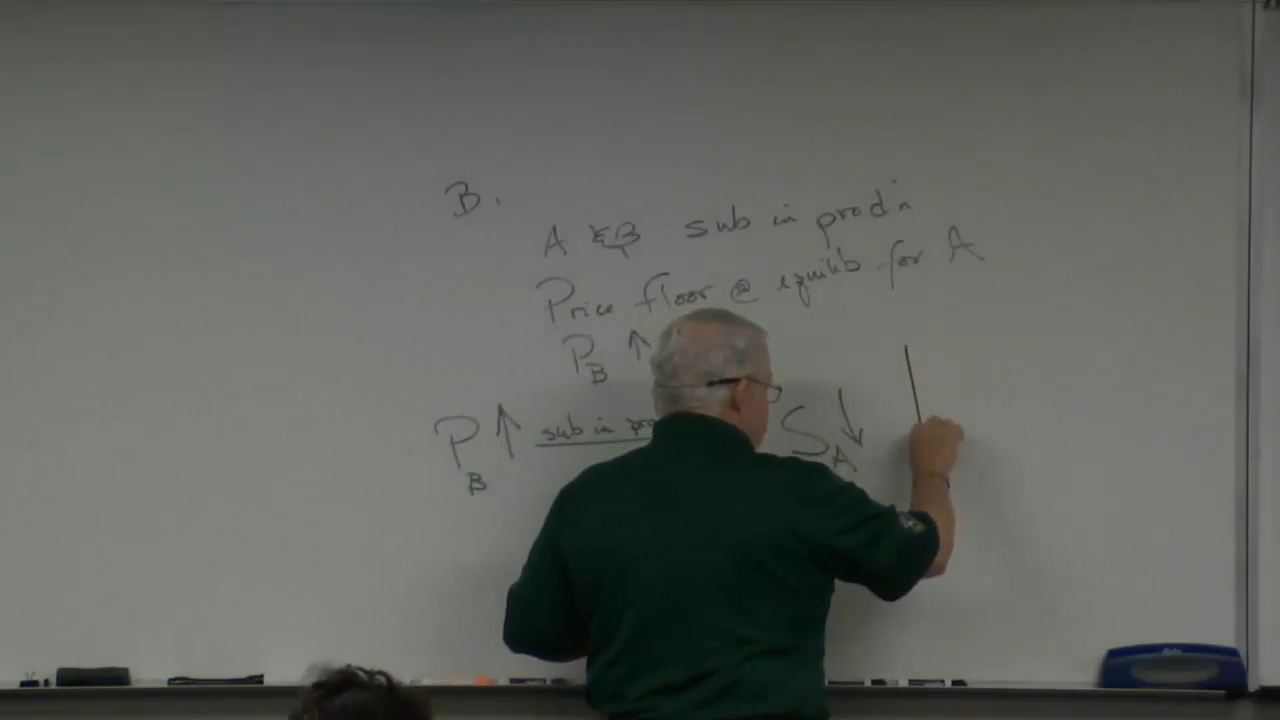 B.
A & B sub in prod'n
Price floor @ equilib for A
P_B ↑
P_B ↑ sub in S_A ↓